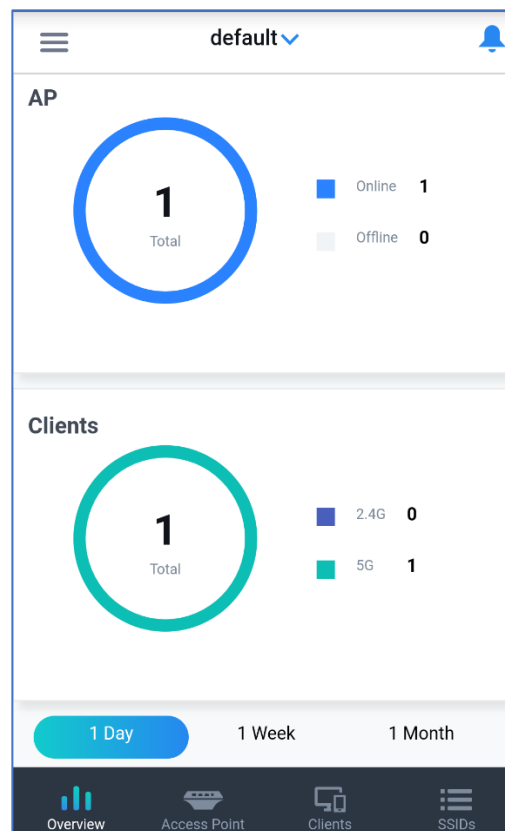 default
AP
1
Total
Online 1
Offline 0
Clients
1
Total
2.4G 0
5G 1
1 Day 1 Week 1 Month
Overview Access Point Clients SSIDs